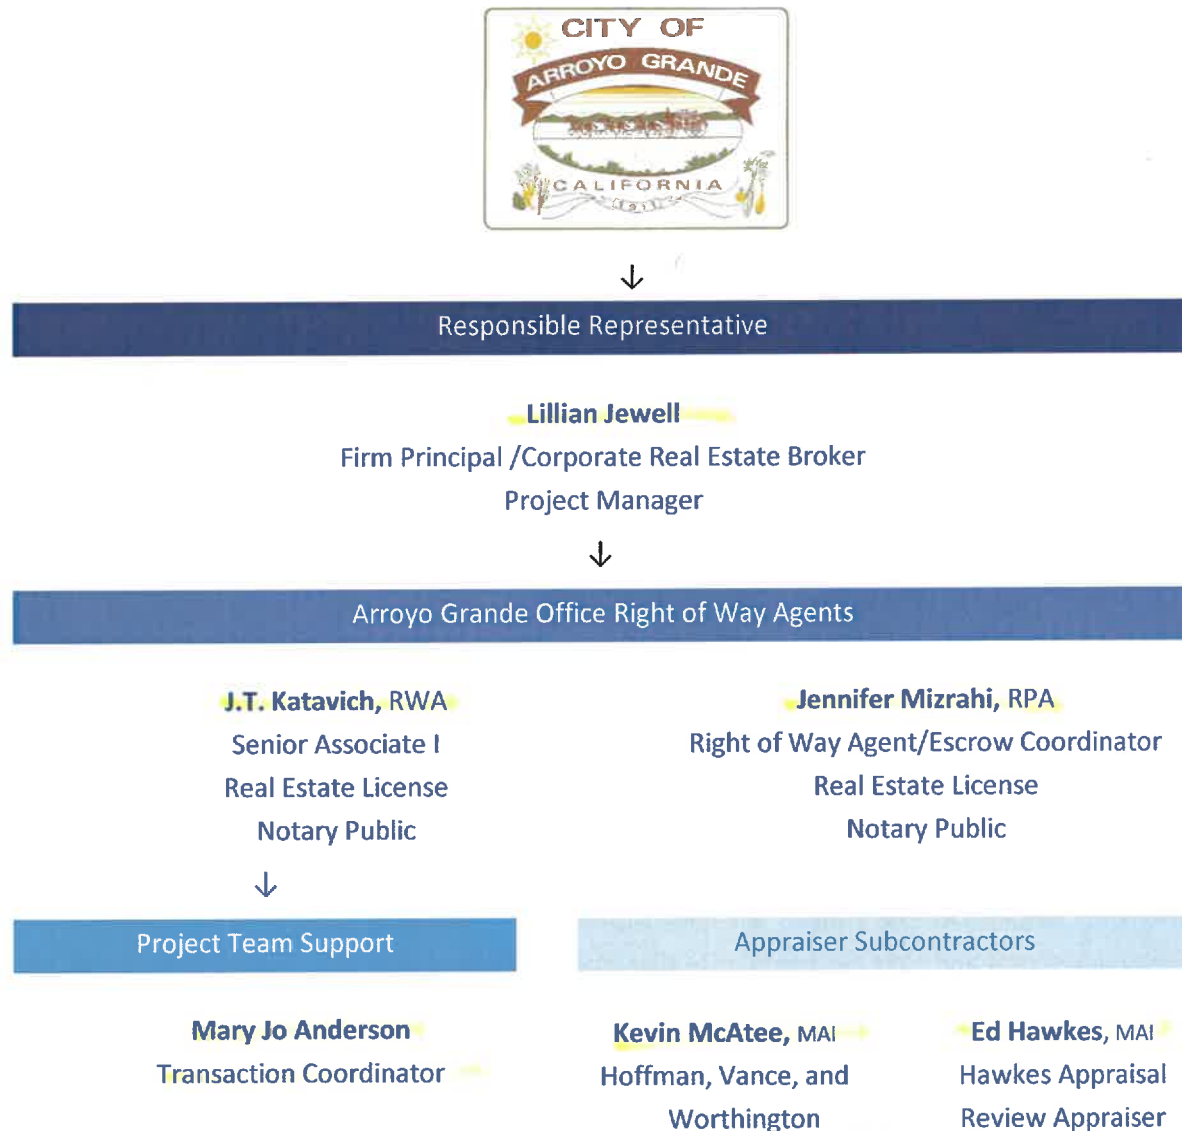 CITY OF
ARROYO GRANDE
CALIFORNIA
1911
Responsible Representative
Lillian Jewell
Firm Principal /Corporate Real Estate Broker
Project Manager
Arroyo Grande Office Right of Way Agents
J.T. Katavich, RWA
Senior Associate I
Real Estate License
Notary Public
Jennifer Mizrahi, RPA
Right of Way Agent/Escrow Coordinator
Real Estate License
Notary Public
Project Team Support
Mary Jo Anderson
Transaction Coordinator
Appraiser Subcontractors
Kevin McAtee, MAI
Hoffman, Vance, and
Worthington
Ed Hawkes, MAI
Hawkes Appraisal
Review Appraiser